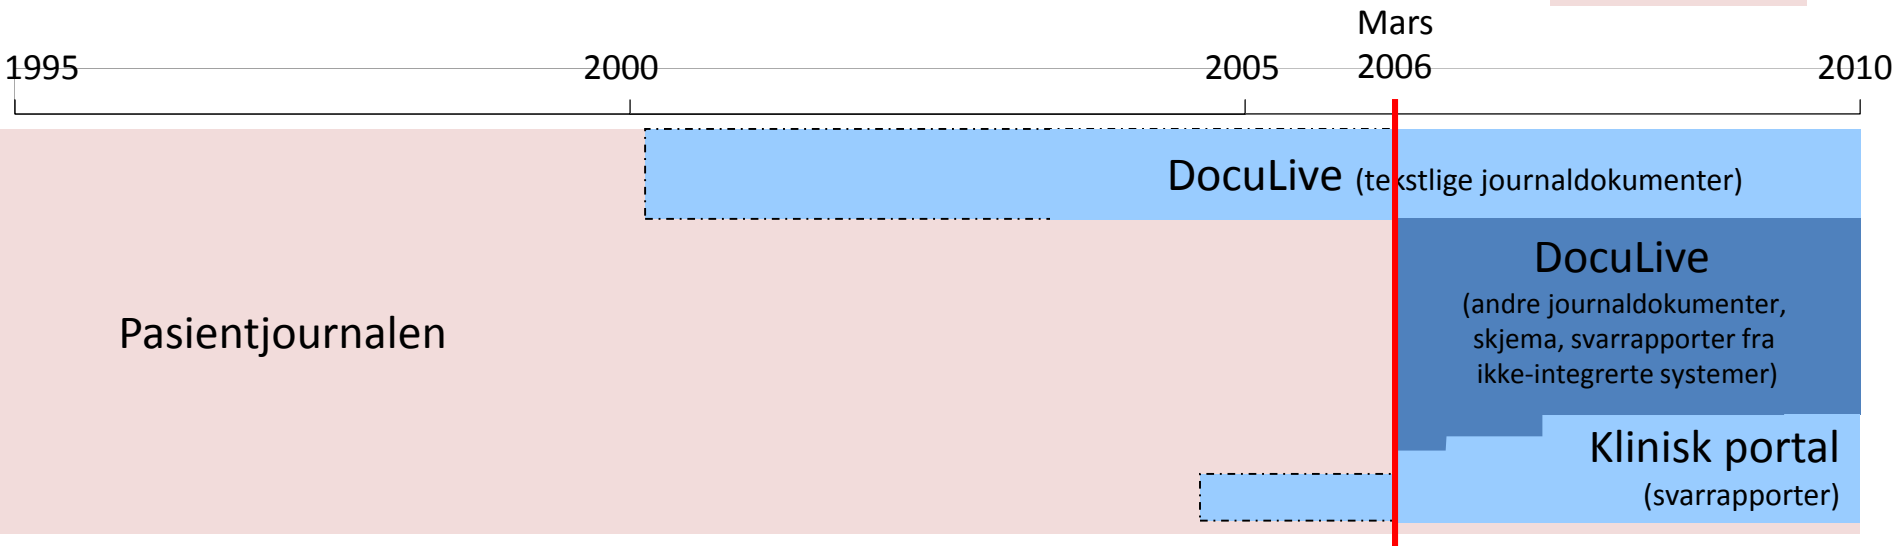 Mars
1995 2000 2005 2006 2010
DocuLive (tekstlige journaldokumenter)
DocuLive
(andre journaldokumenter,
skjema, svarrapporter fra
ikke-integrerte systemer)
Pasientjournalen
Klinisk portal
(svarrapporter)